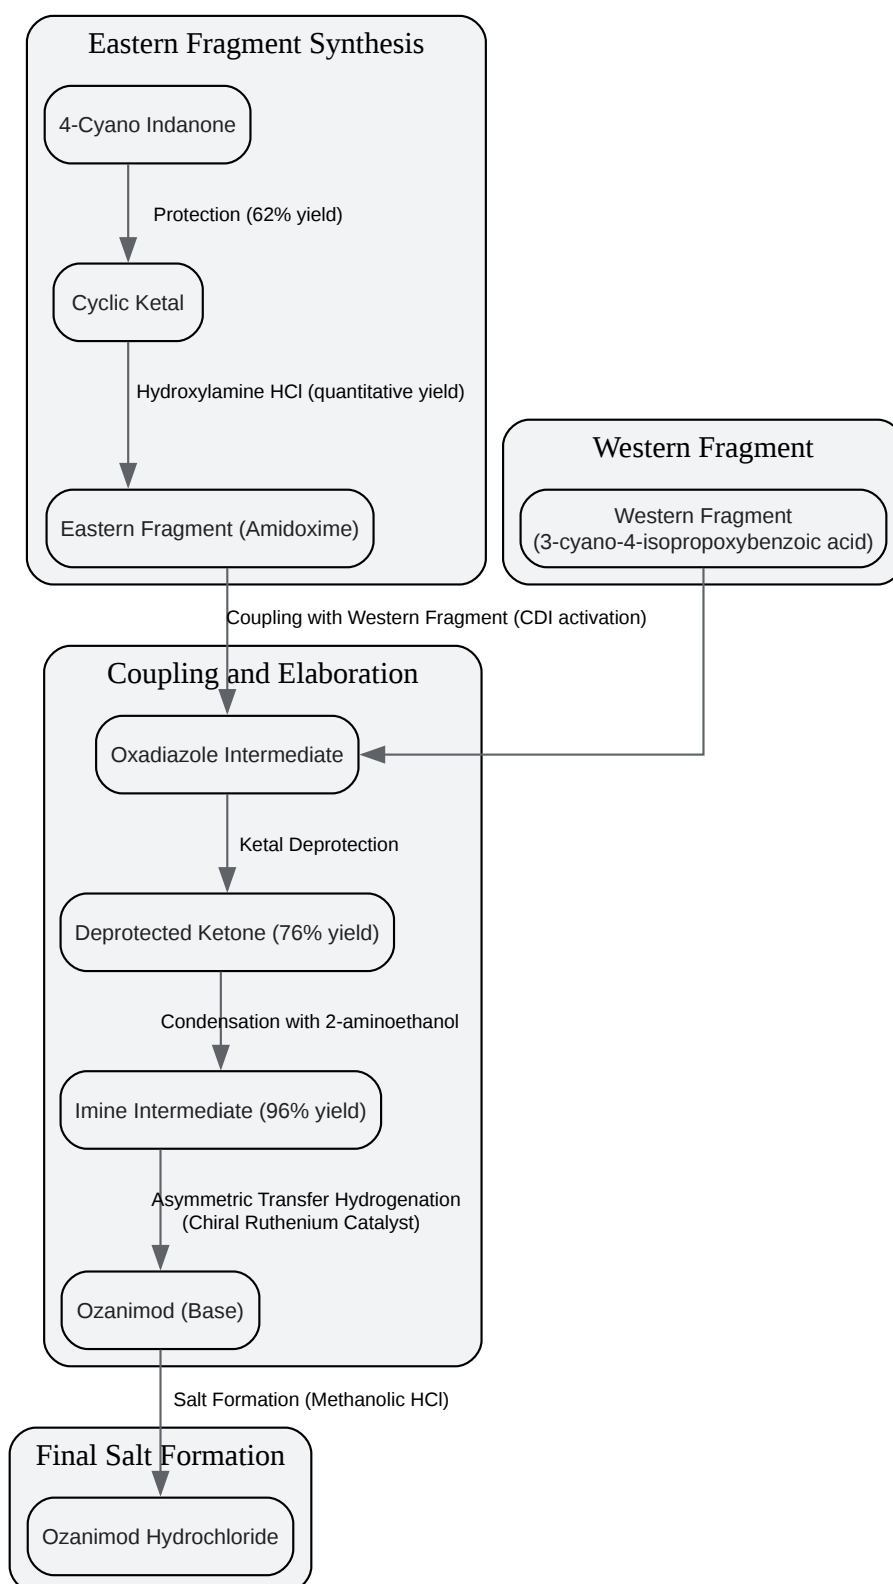 Eastern Fragment Synthesis
4-Cyano Indanone
Protection (62% yield)
Cyclic Ketal
Hydroxylamine HCl (quantitative yield)
Eastern Fragment (Amidoxime)
Western Fragment
Western Fragment
(3-cyano-4-isopropoxybenzoic acid)
Coupling with Western Fragment (CDI activation)
Coupling and Elaboration
Oxadiazole Intermediate
Ketal Deprotection
Deprotected Ketone (76% yield)
Condensation with 2-aminoethanol
Imine Intermediate (96% yield)
Asymmetric Transfer Hydrogenation
(Chiral Ruthenium Catalyst)
Ozanimod (Base)
Salt Formation (Methanolic HCl)
Final Salt Formation
Ozanimod Hydrochloride